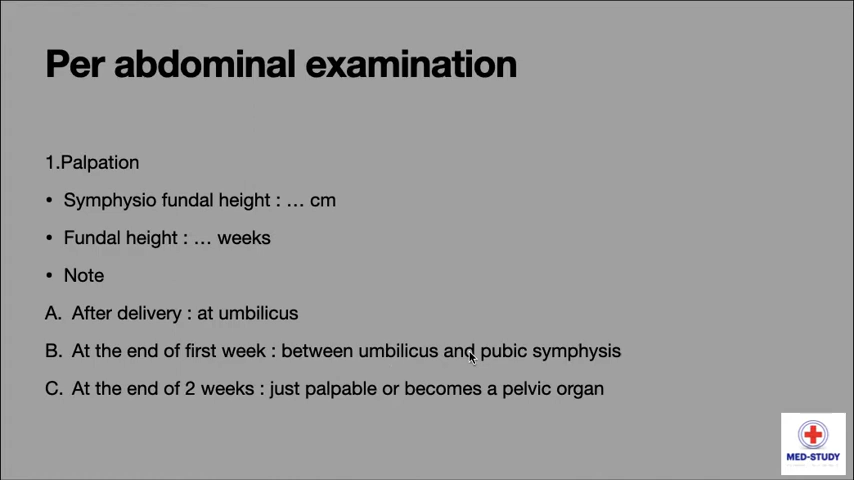 Per abdominal examination
1.Palpation
• Symphysio fundal height : … cm
• Fundal height : … weeks
• Note
A. After delivery : at umbilicus
B. At the end of first week : between umbilicus and pubic symphysis
C. At the end of 2 weeks : just palpable or becomes a pelvic organ
MED-STUDY